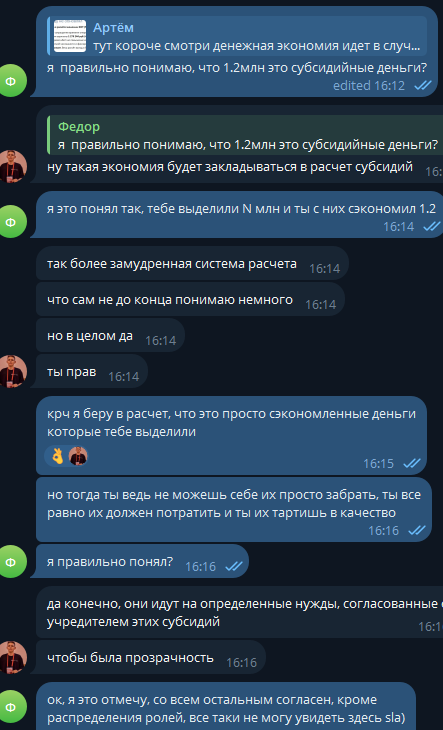 Артём
тут короче смотри денежная экономия идет в случ...
я правильно понимаю, что 1.2млн это субсидийные деньги?
Ф
edited 16:12
Федор
я правильно понимаю, что 1.2млн это субсидийные деньги?
ну такая экономия будет закладываться в расчет субсидий
16:
я это понял так, тебе выделили N млн и ты с них сэкономил 1.2
Ф
16:14
так более замудренная система расчета 16:14
что сам не до конца понимаю немного 16:14
но в целом да 16:14
ты прав 16:14
крч я беру в расчет, что это просто сэкономленные деньги
которые тебе выделили
16:15
но тогда ты ведь не можешь себе их просто забрать, ты все
равно их должен потратить и ты их тартишь в качество
16:16
Ф
я правильно понял? 16:16
да конечно, они идут на определенные нужды, согласованные
учредителем этих субсидий
16:1
чтобы была прозрачность 16:16
ок, я это отмечу, со всем остальным согласен, кроме
Ф
распределения ролей, все таки не могу увидеть здесь sla)